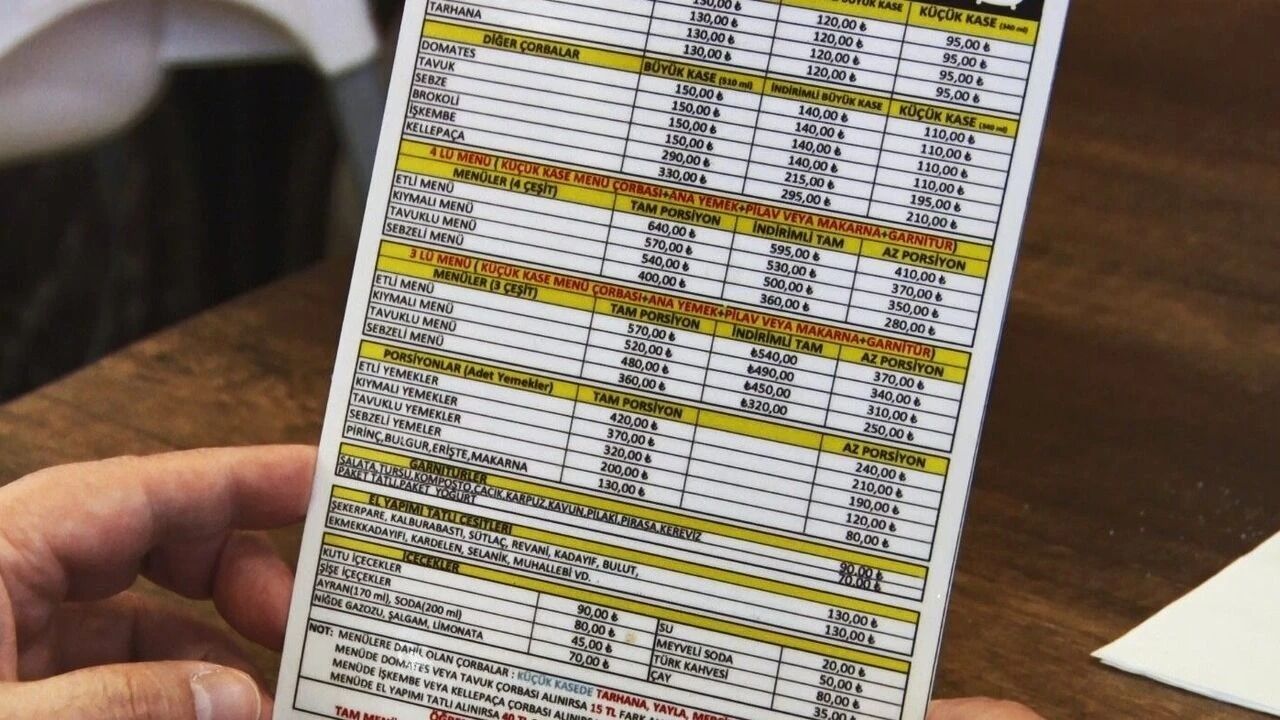 BÜYÜK KASE KÜÇÜK KASE (340 ml)
130,00 ₺ 120,00 ₺ 95,00 ₺
130,00 ₺ 120,00 ₺ 95,00 ₺
130,00 ₺ 120,00 ₺ 95,00 ₺
TARHANA 130,00 ₺ 120,00 ₺ 95,00 ₺
DİĞER ÇORBALAR BÜYÜK KASE (510 ml) İNDİRİMLİ BÜYÜK KASE KÜÇÜK KASE (340 ml)
DOMATES 150,00 ₺ 140,00 ₺ 110,00 ₺
TAVUK 150,00 ₺ 140,00 ₺ 110,00 ₺
SEBZE 150,00 ₺ 140,00 ₺ 110,00 ₺
BROKOLİ 150,00 ₺ 140,00 ₺ 110,00 ₺
İŞKEMBE 290,00 ₺ 215,00 ₺ 195,00 ₺
KELLEPAÇA 330,00 ₺ 295,00 ₺ 210,00 ₺
4 LÜ MENÜ ( KÜÇÜK KASE MENÜ ÇORBASI+ANA YEMEK+PİLAV VEYA MAKARNA+GARNİTÜR)
MENÜLER (4 ÇEŞİT) TAM PORSİYON İNDİRİMLİ TAM AZ PORSİYON
ETLİ MENÜ 640,00 ₺ 595,00 ₺ 410,00 ₺
KIYMALI MENÜ 570,00 ₺ 530,00 ₺ 370,00 ₺
TAVUKLU MENÜ 540,00 ₺ 500,00 ₺ 350,00 ₺
SEBZELİ MENÜ 400,00 ₺ 360,00 ₺ 280,00 ₺
3 LÜ MENÜ ( KÜÇÜK KASE MENÜ ÇORBASI+ANA YEMEK+PİLAV VEYA MAKARNA+GARNİTÜR)
MENÜLER (3 ÇEŞİT) TAM PORSİYON İNDİRİMLİ TAM AZ PORSİYON
ETLİ MENÜ 570,00 ₺ ₺540,00 370,00 ₺
KIYMALI MENÜ 520,00 ₺ ₺490,00 340,00 ₺
TAVUKLU MENÜ 480,00 ₺ ₺450,00 310,00 ₺
SEBZELİ MENÜ 360,00 ₺ ₺320,00 250,00 ₺
PORSİYONLAR (Adet Yemekler) TAM PORSİYON AZ PORSİYON
ETLİ YEMEKLER 420,00 ₺ 240,00 ₺
KIYMALI YEMEKLER 370,00 ₺ 210,00 ₺
TAVUKLU YEMEKLER 320,00 ₺ 190,00 ₺
SEBZELİ YEMELER 200,00 ₺ 120,00 ₺
PİRİNÇ,BULGUR,ERİŞTE,MAKARNA 130,00 ₺ 80,00 ₺
GARNİTÜRLER
SALATA,TURŞU,KOMPOSTO,CACIK,KARPUZ,KAVUN,PİLAKİ,PIRASA,KEREVİZ 90,00 ₺
PAKET TATLI,PAKET YOĞURT 70,00 ₺
EL YAPIMI TATLI ÇEŞİTLERİ
ŞEKERPARE, KALBURABASTI, SÜTLAÇ, REVANİ, KADAYIF, BULUT, 130,00 ₺
EKMEKKADAYIFI, KARDELEN, SELANİK, MUHALLEBİ VD. 130,00 ₺
İÇECEKLER
KUTU İÇECEKLER 90,00 ₺ SU 20,00 ₺
ŞİŞE İÇEÇEKLER 80,00 ₺ MEYVELİ SODA 50,00 ₺
AYRAN(170 ml), SODA(200 ml) 45,00 ₺ TÜRK KAHVESİ 80,00 ₺
NİĞDE GAZOZU, ŞALGAM, LİMONATA 70,00 ₺ ÇAY 35,00 ₺
NOT: MENÜLERE DAHİL OLAN ÇORBALAR : KÜÇÜK KASEDE TARHANA, YAYLA,
MENÜDE DOMATES VEYA TAVUK ÇORBASI ALINIRSA 15 TL FARK
MENÜDE İŞKEMBE VEYA KELLEPAÇA ÇORBASI ALINIRSA
MENÜDE EL YAPIMI TATLI ALINIRSA 40 TL
TAM